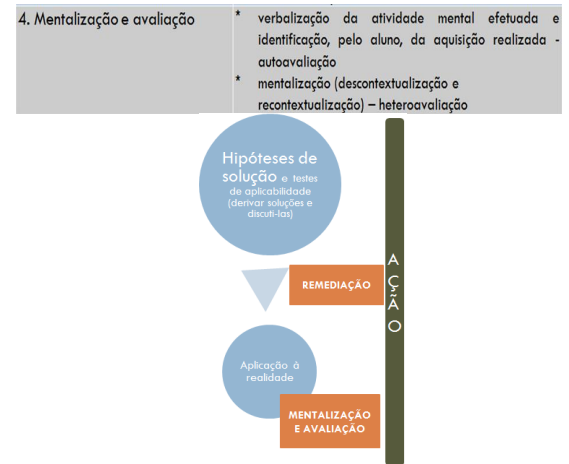 4. Mentalização e avaliação
* verbalização da atividade mental efetuada e
identificação, pelo aluno, da aquisição realizada -
autoavaliação
* mentalização (descontextualização e
recontextualização) – heteroavaliação
Hipóteses de
solução e testes
de aplicabilidade
(derivar soluções e
discuti-las)
REMEDIAÇÃO
A
Ç
Ã
O
Aplicação à
realidade
MENTALIZAÇÃO
E AVALIAÇÃO